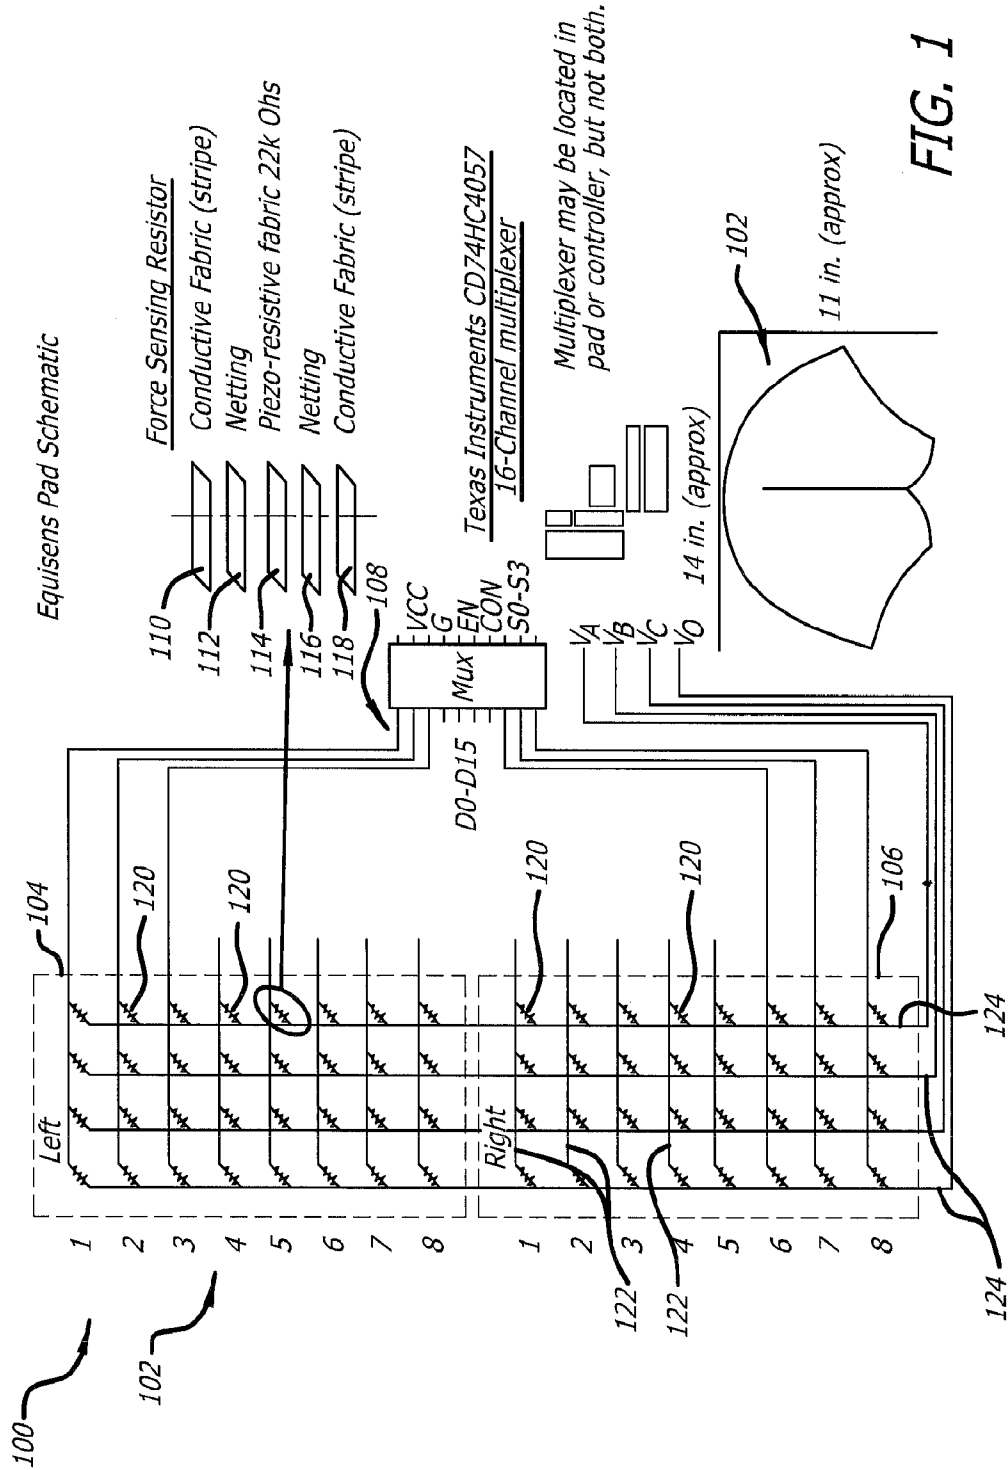 Equisens Pad Schematic
Force Sensing Resistor
Conductive Fabric (stripe)
Netting
Piezo-resistive fabric 22k Ohs
Netting
Conductive Fabric (stripe)
110
112
114
116
118
108
104
120
120
Left
1
2
3
4
5
6
7
8
100
102
Mux
VCC
G
EN
CON
S0-S3
D0-D15
Texas Instruments CD74HC4057
16-Channel multiplexer
Multiplexer may be located in
pad or controller, but not both.
120
120
106
Right
1
2
3
4
5
6
7
8
122
122
124
124
VA
VB
VC
VO
14 in. (approx)
102
11 in. (approx)
FIG. 1